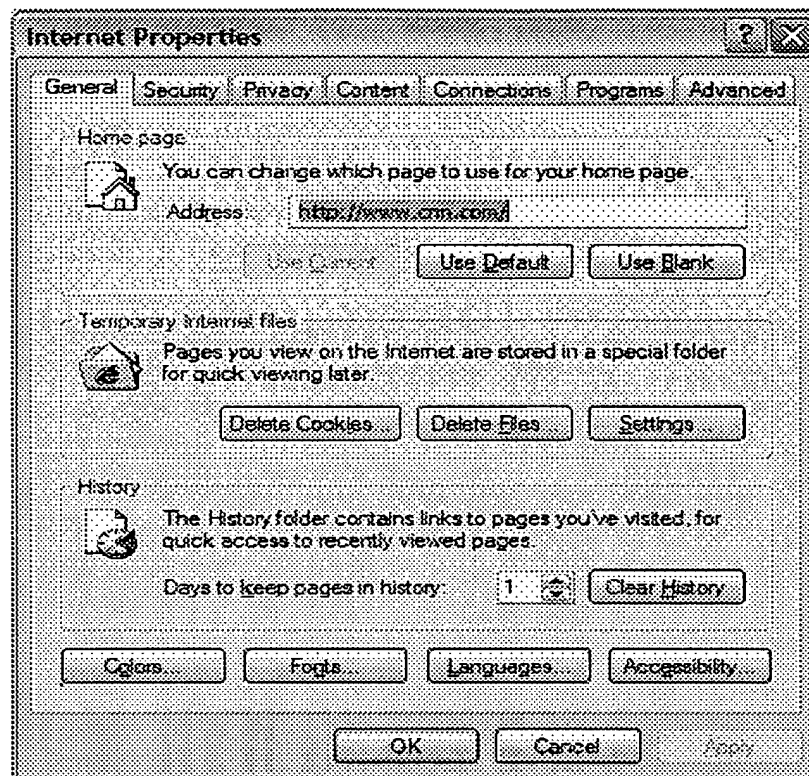 Internet Properties
General Security Privacy Content Connections Programs Advanced
Home page
You can change which page to use for your home page.
Address: http://www.cnn.com/
Use Current Use Default Use Blank
Temporary Internet files
Pages you view on the Internet are stored in a special folder
for quick viewing later.
Delete Cookies... Delete Files... Settings...
History
The History folder contains links to pages you've visited, for
quick access to recently viewed pages.
Days to keep pages in history: 1 Clear History
Colors... Fonts... Languages... Accessibility...
OK Cancel Apply